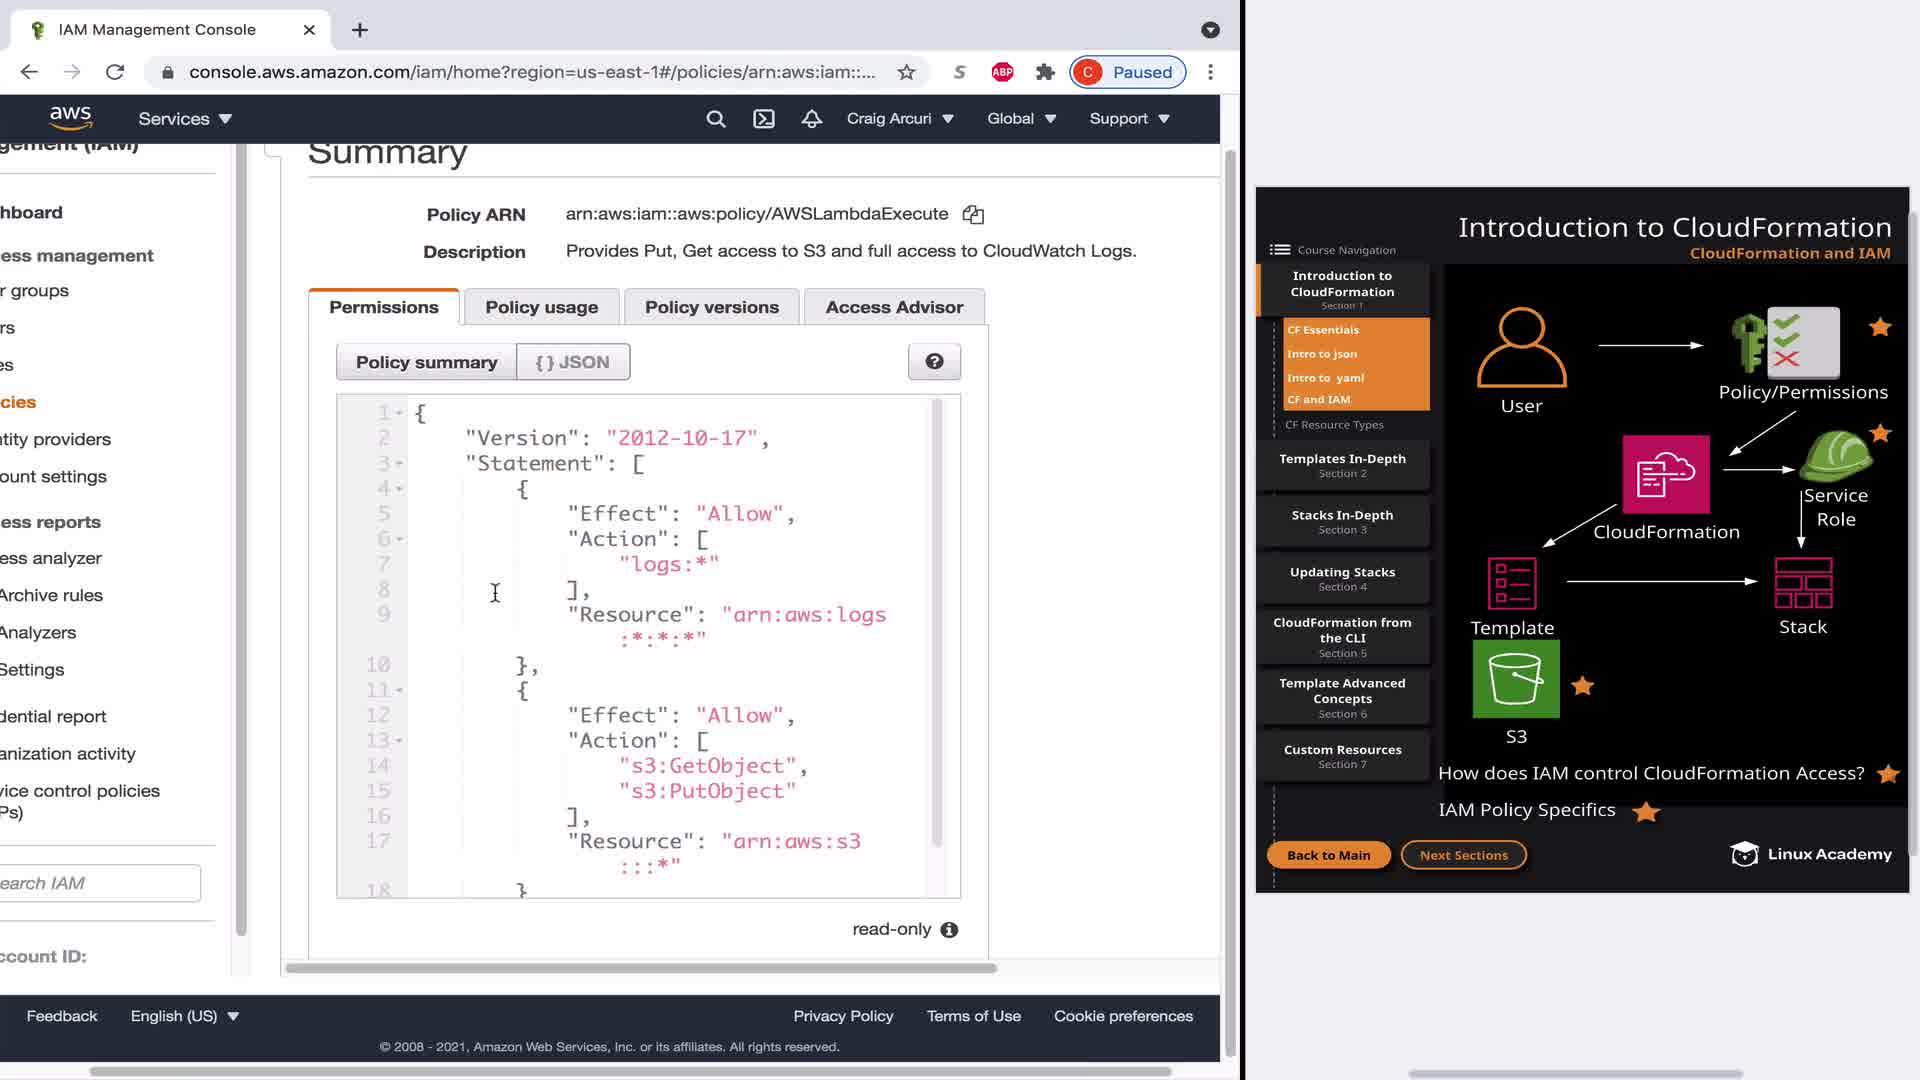 IAM Management Console
console.aws.amazon.com/iam/home?region=us-east-1#/policies/arn:aws:iam::...
S
ABP
C
Paused
aws
Services
Craig Arcuri
Global
Support
gement (IAM)
hboard
ess management
r groups
rs
es
cies
ntity providers
ount settings
ess reports
ess analyzer
Archive rules
Analyzers
Settings
dential report
anization activity
vice control policies
Ps)
earch IAM
ccount ID:
Summary
Policy ARN
arn:aws:iam::aws:policy/AWSLambdaExecute
Description
Provides Put, Get access to S3 and full access to CloudWatch Logs.
Permissions
Policy usage
Policy versions
Access Advisor
Policy summary
{ } JSON
?
1 {
2 "Version": "2012-10-17",
3 "Statement": [
4 {
5 "Effect": "Allow",
6 "Action": [
7 "logs:*"
8 ],
9 "Resource": "arn:aws:logs
:*:*:*"
10 },
11 {
12 "Effect": "Allow",
13 "Action": [
14 "s3:GetObject",
15 "s3:PutObject"
16 ],
17 "Resource": "arn:aws:s3
:::*"
18 }
read-only
Feedback
English (US)
Privacy Policy
Terms of Use
Cookie preferences
© 2008 - 2021, Amazon Web Services, Inc. or its affiliates. All rights reserved.
Introduction to CloudFormation
CloudFormation and IAM
Course Navigation
Introduction to
CloudFormation
Section 1
CF Essentials
Intro to json
Intro to yaml
CF and IAM
CF Resource Types
Templates In-Depth
Section 2
Stacks In-Depth
Section 3
Updating Stacks
Section 4
CloudFormation from
the CLI
Section 5
Template Advanced
Concepts
Section 6
Custom Resources
Section 7
Back to Main
Next Sections
User
Policy/Permissions
CloudFormation
Service
Role
Template
Stack
S3
How does IAM control CloudFormation Access?
IAM Policy Specifics
Linux Academy